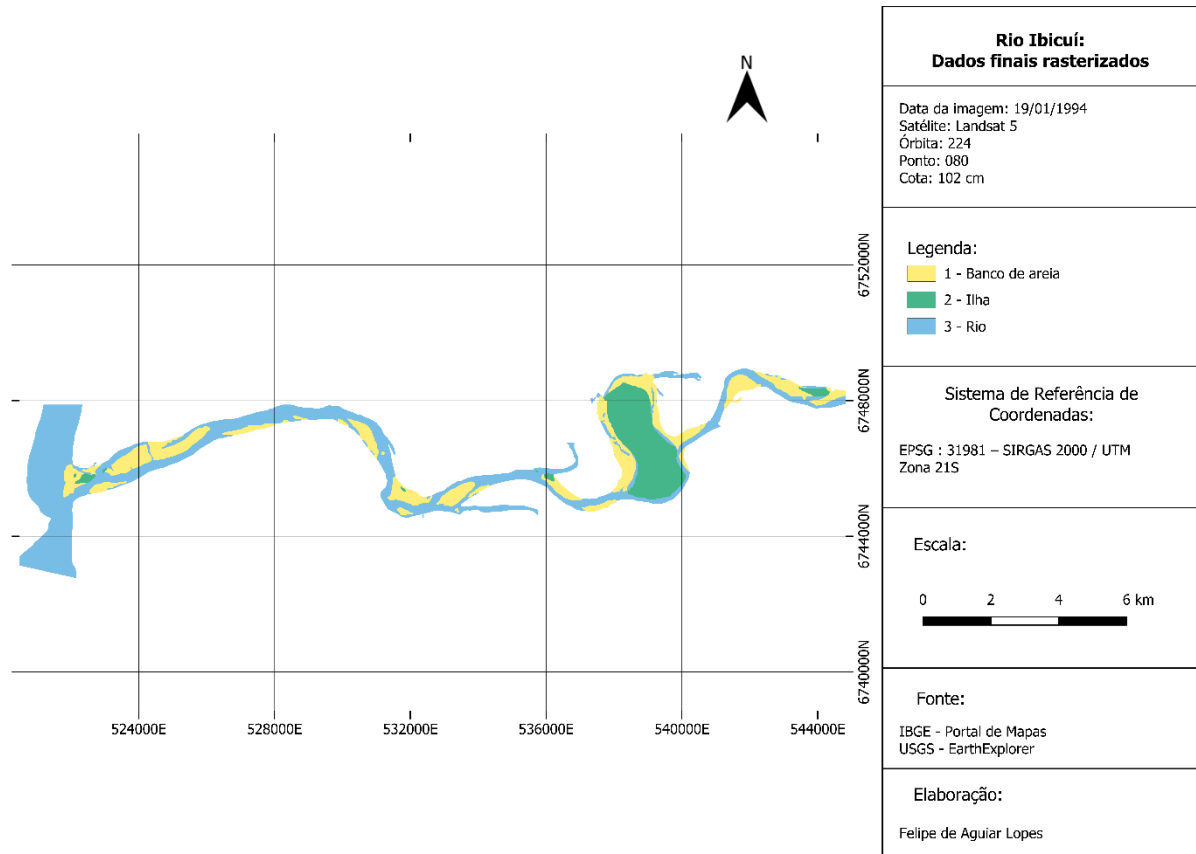 N
6752000N
6748000N
6744000N
6740000N
524000E
528000E
532000E
536000E
540000E
544000E
Rio Ibicuí:
Dados finais rasterizados
Data da imagem: 19/01/1994
Satélite: Landsat 5
Órbita: 224
Ponto: 080
Cota: 102 cm
Legenda:
1 - Banco de areia
2 - Ilha
3 - Rio
Sistema de Referência de
Coordenadas:
EPSG : 31981 – SIRGAS 2000 / UTM
Zona 21S
Escala:
0 2 4 6 km
Fonte:
IBGE - Portal de Mapas
USGS - EarthExplorer
Elaboração:
Felipe de Aguiar Lopes